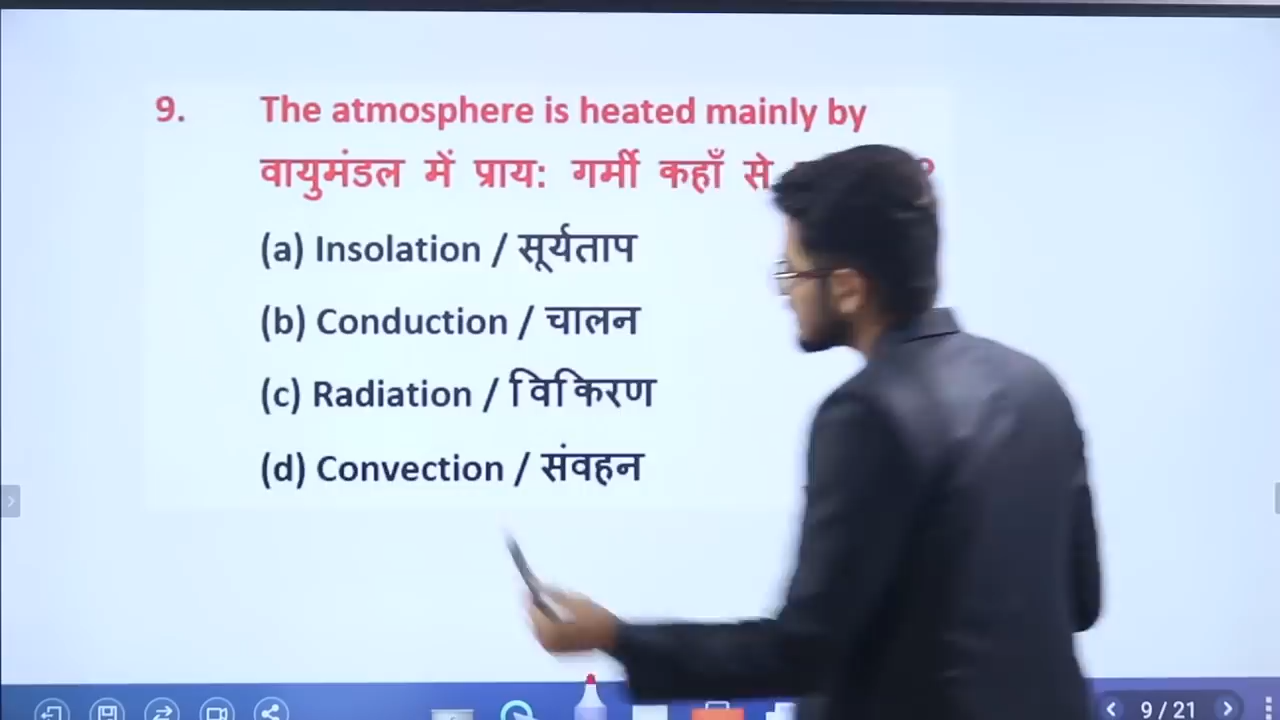 9. The atmosphere is heated mainly by
वायुमंडल में प्राय: गर्मी कहाँ से ?
(a) Insolation / सूर्यताप
(b) Conduction / चालन
(c) Radiation / विकिरण
(d) Convection / संवहन
9 / 21